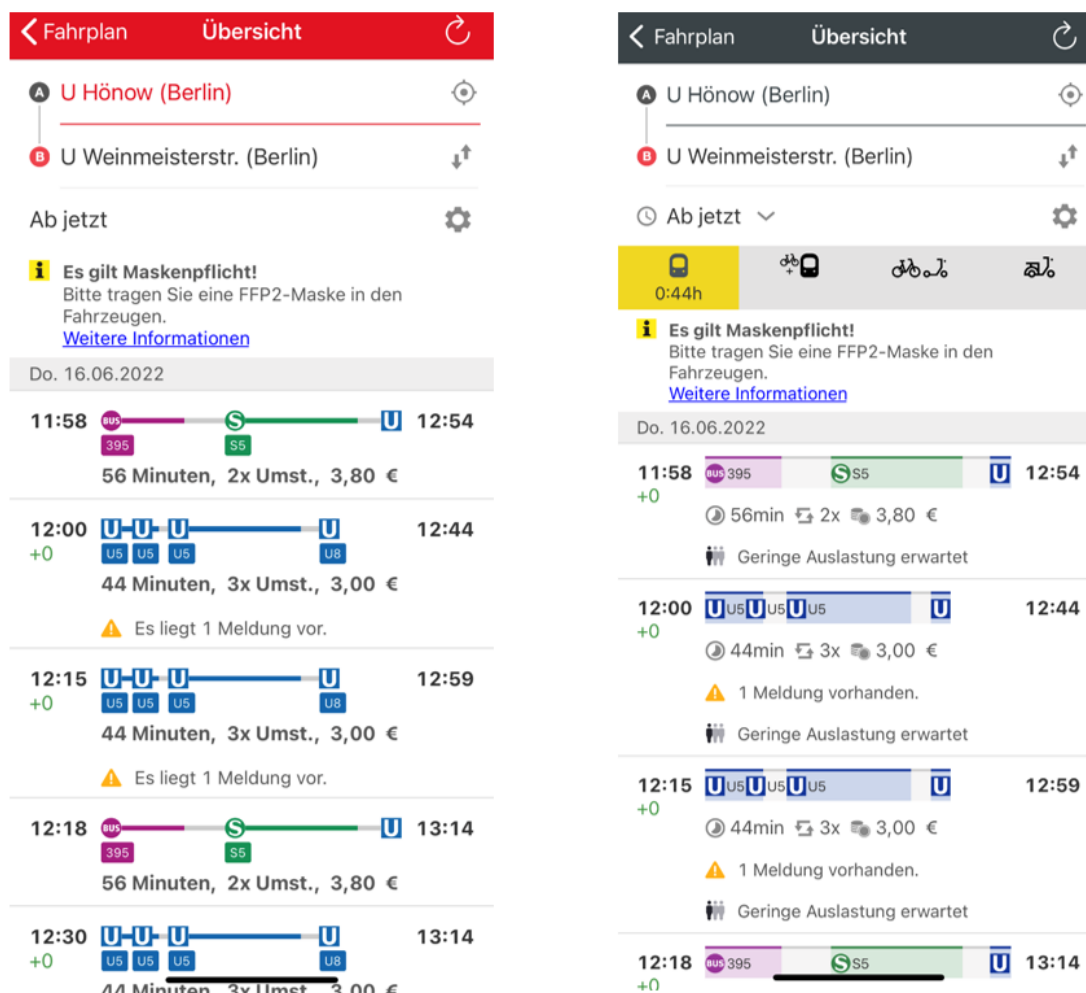 Fahrplan Übersicht
A U Hönow (Berlin)
B U Weinmeisterstr. (Berlin)
Ab jetzt
i Es gilt Maskenpflicht!
Bitte tragen Sie eine FFP2-Maske in den
Fahrzeugen.
Weitere Informationen
Do. 16.06.2022
11:58 BUS S U 12:54
395 S5
56 Minuten, 2x Umst., 3,80 €
12:00 U U U U 12:44
+0 U5 U5 U5 U8
44 Minuten, 3x Umst., 3,00 €
Es liegt 1 Meldung vor.
12:15 U U U U 12:59
+0 U5 U5 U5 U8
44 Minuten, 3x Umst., 3,00 €
Es liegt 1 Meldung vor.
12:18 BUS S U 13:14
395 S5
56 Minuten, 2x Umst., 3,80 €
12:30 U U U U 13:14
+0 U5 U5 U5 U8
44 Minuten, 3x Umst., 3,00 €
Fahrplan Übersicht
A U Hönow (Berlin)
B U Weinmeisterstr. (Berlin)
Ab jetzt
0:44h
i Es gilt Maskenpflicht!
Bitte tragen Sie eine FFP2-Maske in den
Fahrzeugen.
Weitere Informationen
Do. 16.06.2022
11:58 BUS 395 S S5 U 12:54
+0
56min 2x 3,80 €
Geringe Auslastung erwartet
12:00 U U5 U U5 U U5 U 12:44
+0
44min 3x 3,00 €
1 Meldung vorhanden.
Geringe Auslastung erwartet
12:15 U U5 U U5 U U5 U 12:59
+0
44min 3x 3,00 €
1 Meldung vorhanden.
Geringe Auslastung erwartet
12:18 BUS 395 S S5 U 13:14
+0